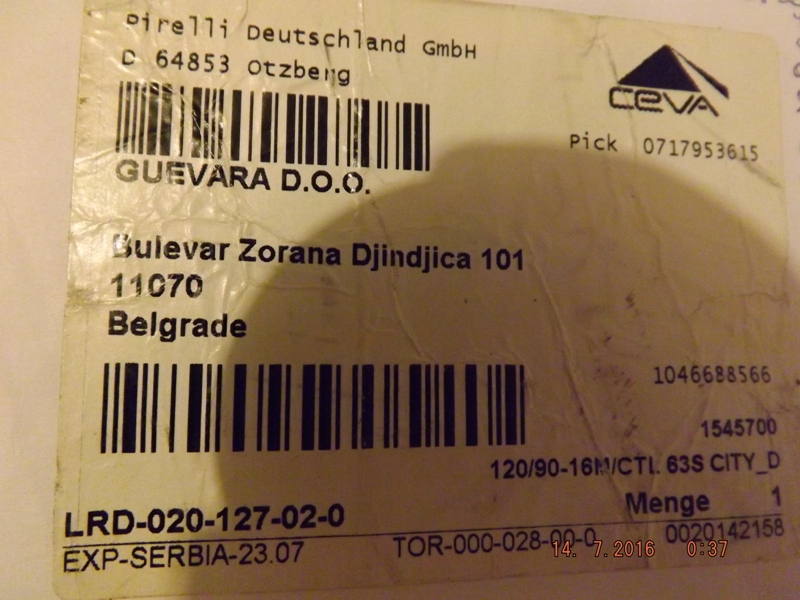 Pirelli Deutschland GmbH
D 64853 Otzberg
CEVA
Pick 0717953615
GUEVARA D.O.O.
Bulevar Zorana Djindjica 101
11070
Belgrade
1046688566
1545700
120/90-16M/CTL 63S CITY_D
Menge 1
LRD-020-127-02-0
0020142158
EXP-SERBIA-23.07 TOR-000-028-00-0
14. 7.2016 0:37